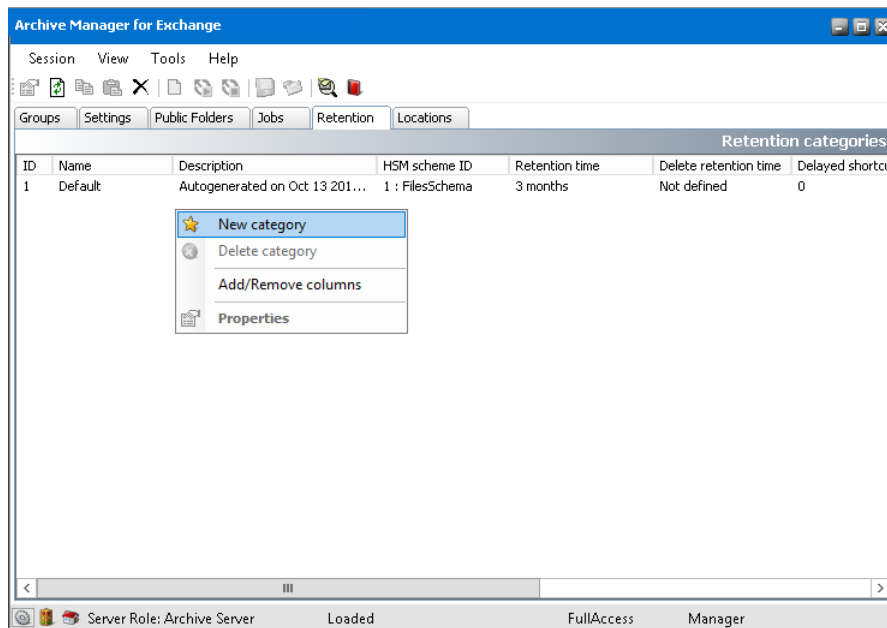 Archive Manager for Exchange
Session View Tools Help
Groups Settings Public Folders Jobs Retention Locations
Retention categories
ID Name Description HSM scheme ID Retention time Delete retention time Delayed shortcu
1 Default Autogenerated on Oct 13 201... 1 : FilesSchema 3 months Not defined 0
New category
Delete category
Add/Remove columns
Properties
Server Role: Archive Server Loaded FullAccess Manager